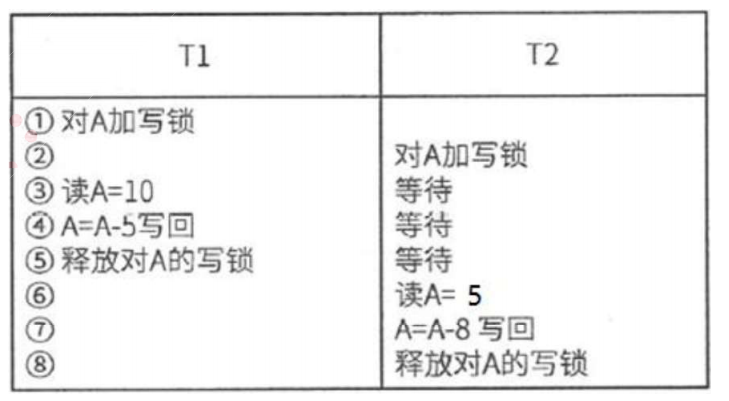 T1 T2
① 对A加写锁
② 对A加写锁
③ 读A=10 等待
④ A=A-5写回 等待
⑤ 释放对A的写锁 等待
⑥ 读A= 5
⑦ A=A-8 写回
⑧ 释放对A的写锁